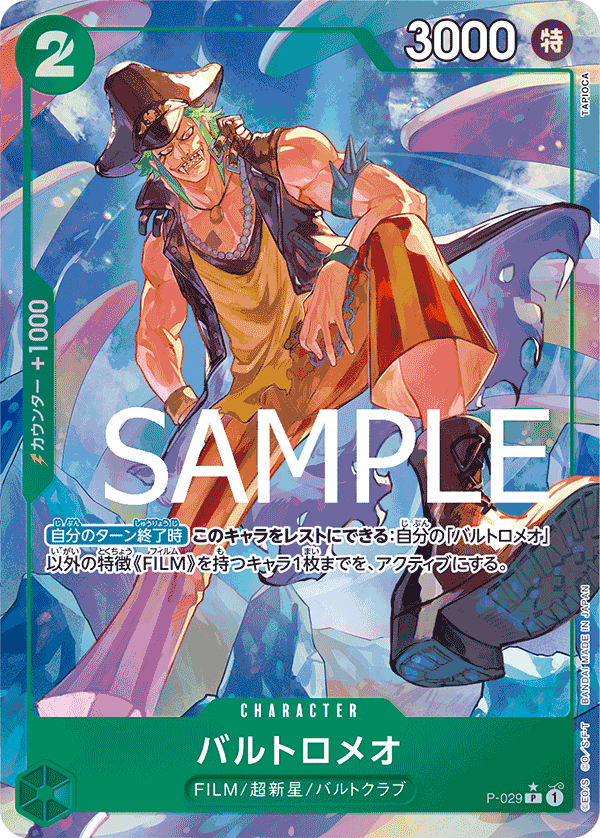 2
3000
特
TAPIOCA
カウンター +1000
SAMPLE
自分のターン終了時 このキャラをレストにできる:自分の「バルトロメオ」
以外の特徴《FILM》を持つキャラ1枚までを、アクティブにする。
©E.O/S ©O./S·F·T BANDAI MADE IN JAPAN
CHARACTER
バルトロメオ
FILM/超新星/バルトクラブ
P-029 P 1